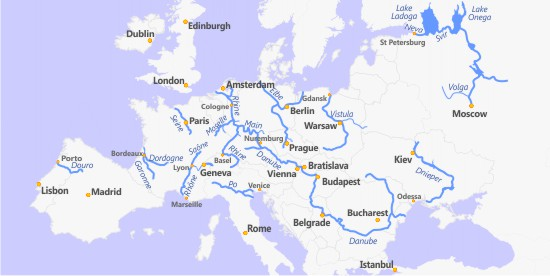 Lake
Ladoga
Lake
Onega
Neva
Svir
St Petersburg
Edinburgh
Dublin
London
Amsterdam
Elbe
Gdansk
Volga
Moscow
Cologne
Rhine
Berlin
Vistula
Warsaw
Seine
Paris
Moselle
Main
Nuremburg
Prague
Kiev
Porto
Douro
Bordeaux
Dordogne
Garonne
Saône
Lyon
Basel
Rhine
Danube
Bratislava
Vienna
Budapest
Geneva
Drieper
Lisbon
Madrid
Rhône
Po
Venice
Marseille
Odessa
Rome
Belgrade
Bucharest
Danube
Istanbul